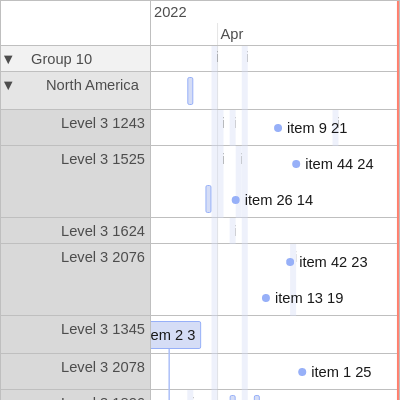 2022
Apr
▼ Group 10
▼ North America
Level 3 1243
item 9 21
Level 3 1525
item 44 24
item 26 14
Level 3 1624
Level 3 2076
item 42 23
item 13 19
Level 3 1345
em 2 3
Level 3 2078
item 1 25